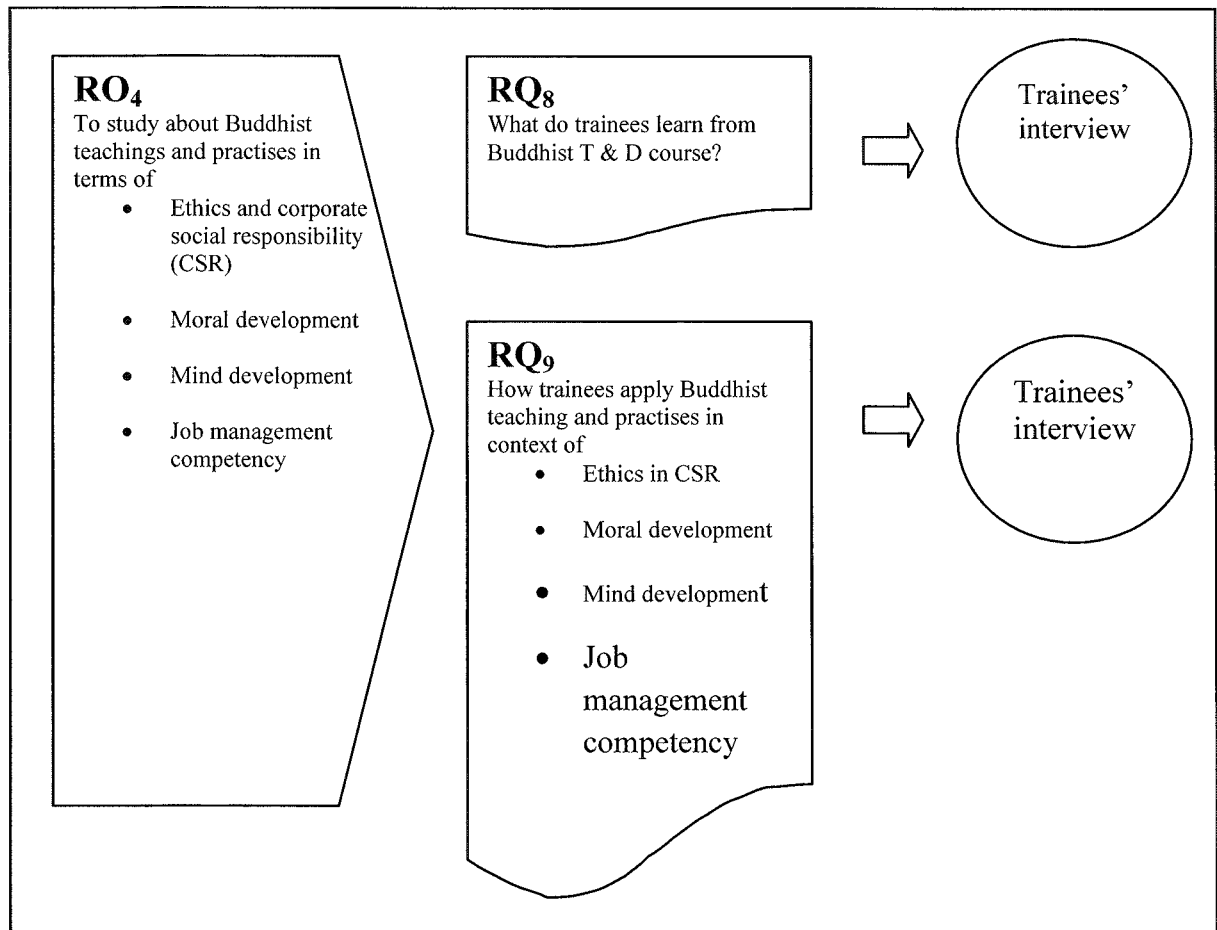 RO₄
To study about Buddhist
teachings and practises in
terms of
• Ethics and corporate
social responsibility
(CSR)
• Moral development
• Mind development
• Job management
competency
RQ₈
What do trainees learn from
Buddhist T & D course?
Trainees'
interview
RQ₉
How trainees apply Buddhist
teaching and practises in
context of
• Ethics in CSR
• Moral development
• Mind development
• Job
management
competency
Trainees'
interview